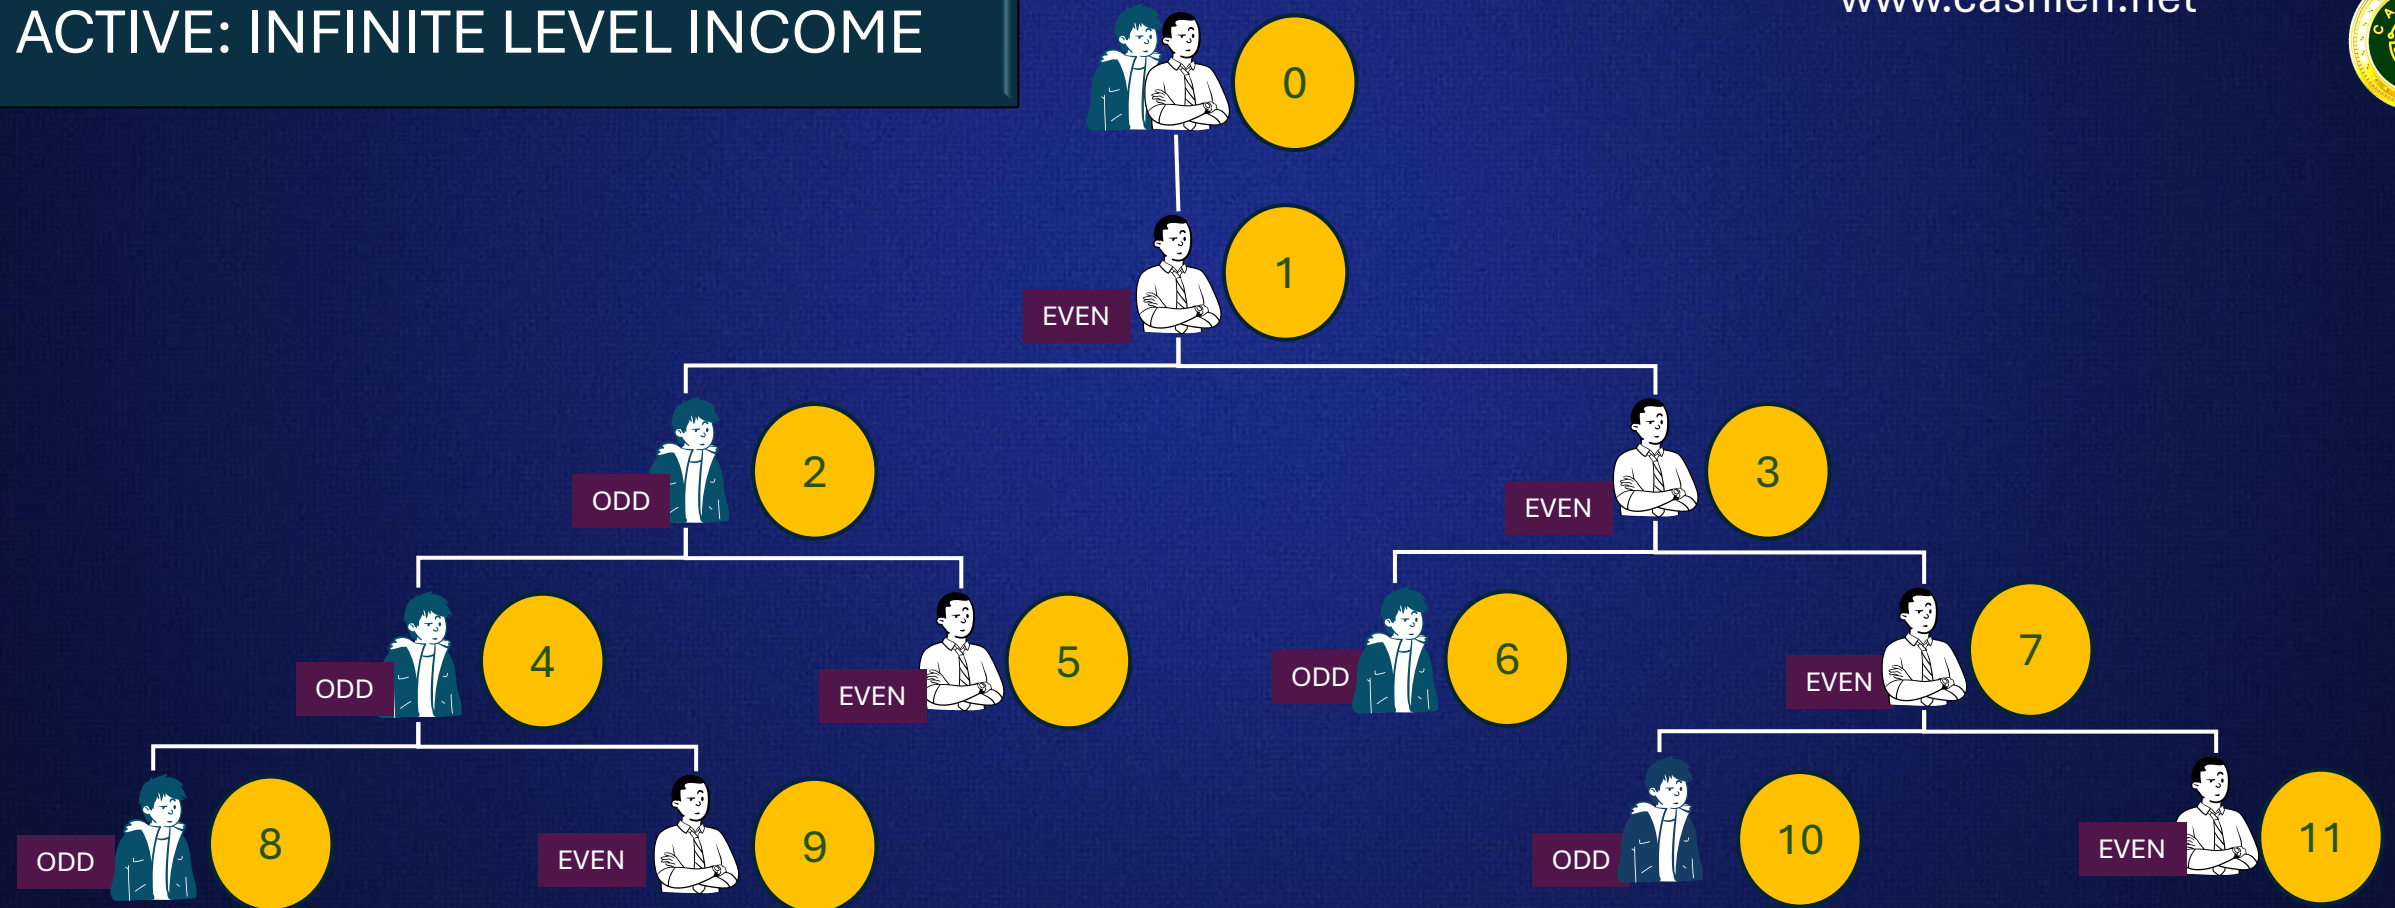 ACTIVE: INFINITE LEVEL INCOME
0
1
EVEN
2
ODD
3
EVEN
4
ODD
5
EVEN
6
ODD
7
EVEN
8
ODD
9
EVEN
10
ODD
11
EVEN